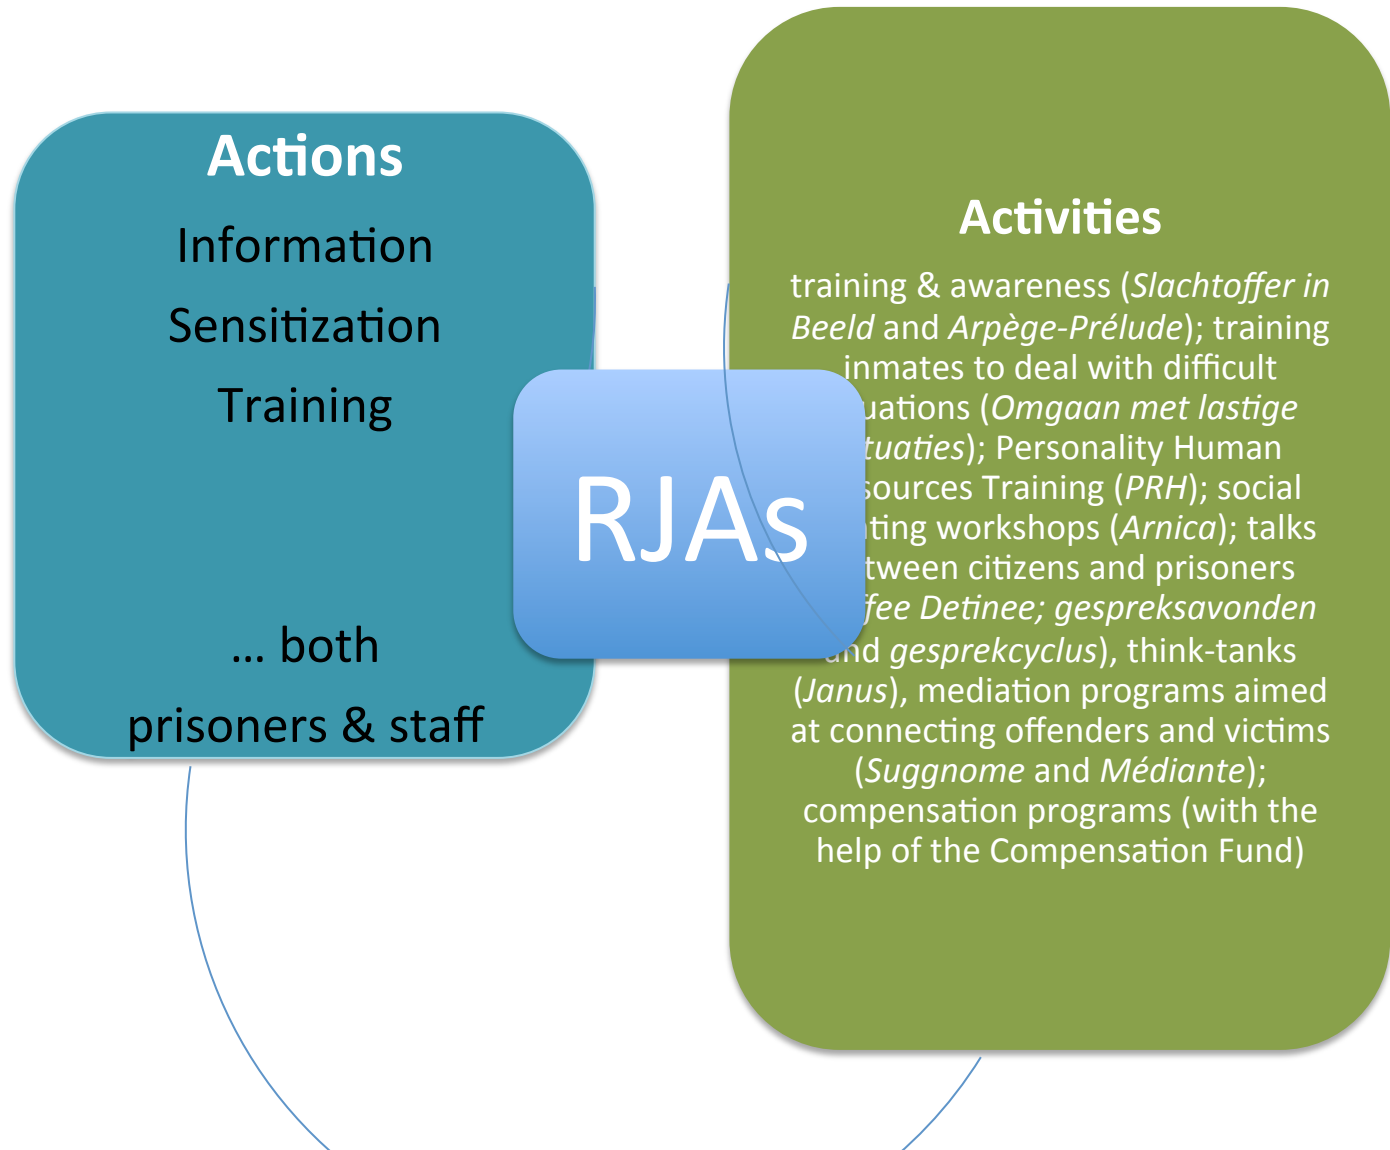 Actions
Information
Sensitization
Training
… both
prisoners & staff
RJAs
Activities
training & awareness (Slachtoffer in
Beeld and Arpège-Prélude); training
inmates to deal with difficult
(Omgaan met lastige
); Personality Human
Training (PRH); social
workshops (Arnica); talks
citizens and prisoners
Detinee; gespreksavonden
and gesprekcyclus), think-tanks
(Janus), mediation programs aimed
at connecting offenders and victims
(Suggnome and Médiante);
compensation programs (with the
help of the Compensation Fund)